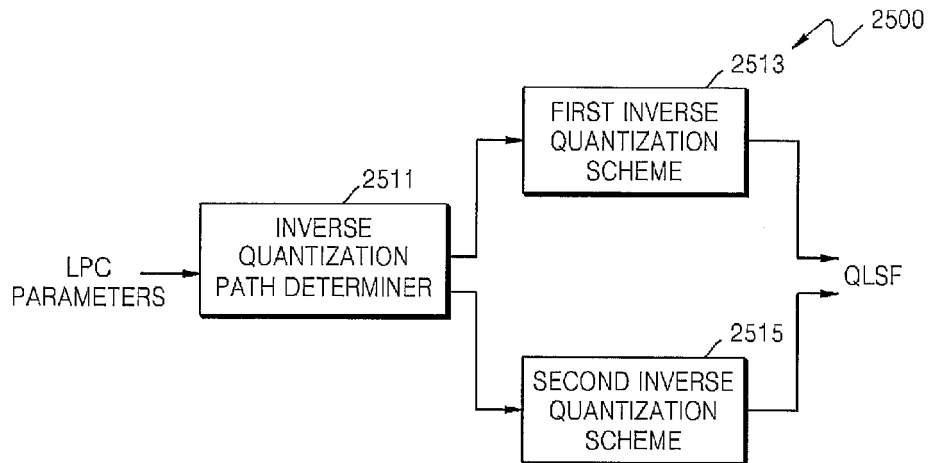 2500
2513
FIRST INVERSE
QUANTIZATION
SCHEME
2511
INVERSE
QUANTIZATION
PATH DETERMINER
LPC
PARAMETERS
QLSF
2515
SECOND INVERSE
QUANTIZATION
SCHEME